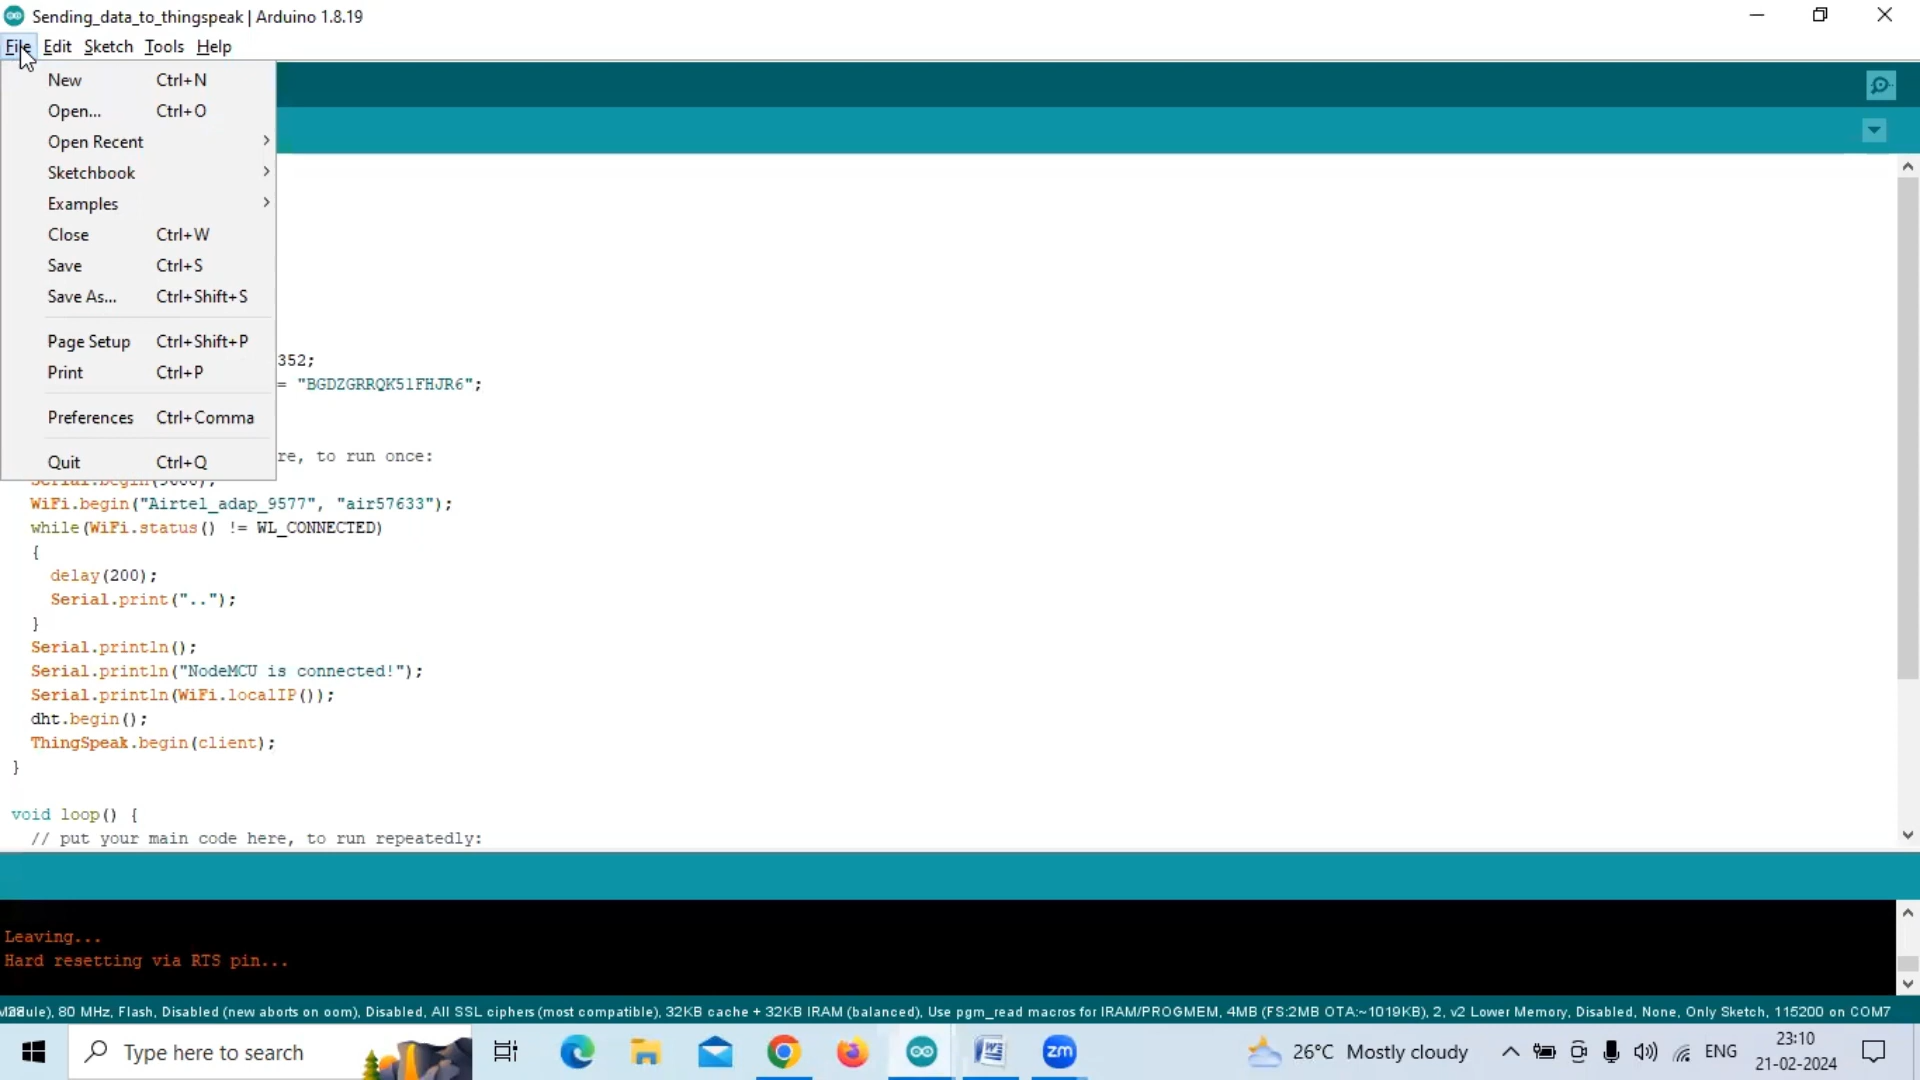 Sending_data_to_thingspeak | Arduino 1.8.19
File Edit Sketch Tools Help
New Ctrl+N
Open... Ctrl+O
Open Recent
Sketchbook
Examples
Close Ctrl+W
Save Ctrl+S
Save As... Ctrl+Shift+S
Page Setup Ctrl+Shift+P
Print Ctrl+P
Preferences Ctrl+Comma
Quit Ctrl+Q
352;
= "BGDZGRRQK51FHJR6";
re, to run once:
Serial.begin(9600);
WiFi.begin("Airtel_adap_9577", "air57633");
while(WiFi.status() != WL_CONNECTED)
{
delay(200);
Serial.print("..");
}
Serial.println();
Serial.println("NodeMCU is connected!");
Serial.println(WiFi.localIP());
dht.begin();
ThingSpeak.begin(client);
}
void loop() {
// put your main code here, to run repeatedly:
Leaving...
Hard resetting via RTS pin...
80 MHz, Flash, Disabled (new aborts on oom), Disabled, All SSL ciphers (most compatible), 32KB cache + 32KB IRAM (balanced), Use pgm_read macros for IRAM/PROGMEM, 4MB (FS:2MB OTA:~1019KB), 2, v2 Lower Memory, Disabled, None, Only Sketch, 115200 on COM7
Type here to search
W
zm
26°C Mostly cloudy
ENG
23:10
21-02-2024